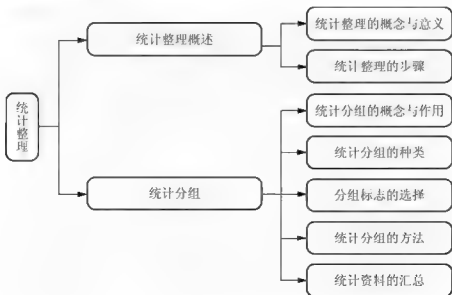 统计整理
统计整理概述
统计整理的概念与意义
统计整理的步骤
统计分组
统计分组的概念与作用
统计分组的种类
分组标志的选择
统计分组的方法
统计资料的汇总